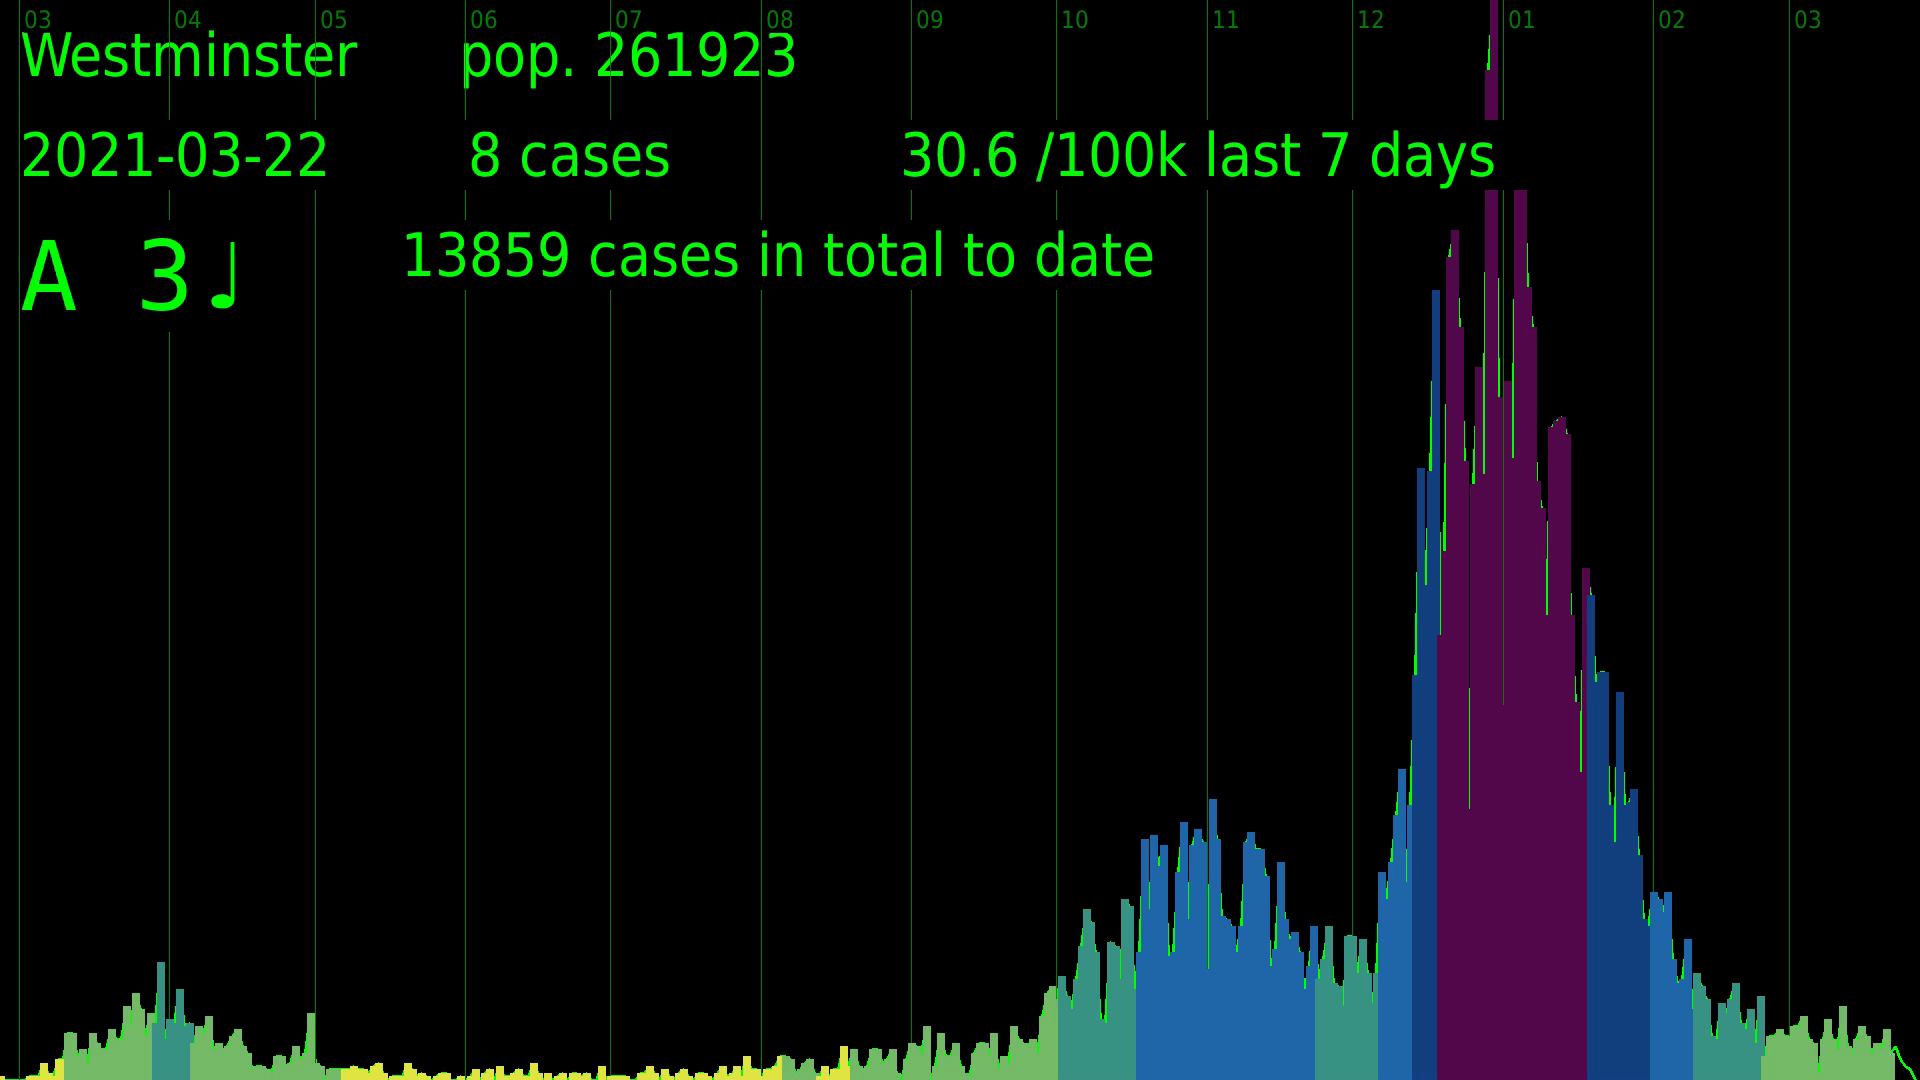 03 04 05 06 07 08 09 10 11 12 01 02 03
Westminster pop. 261923
2021-03-22 8 cases 30.6 /100k last 7 days
A 3♩ 13859 cases in total to date